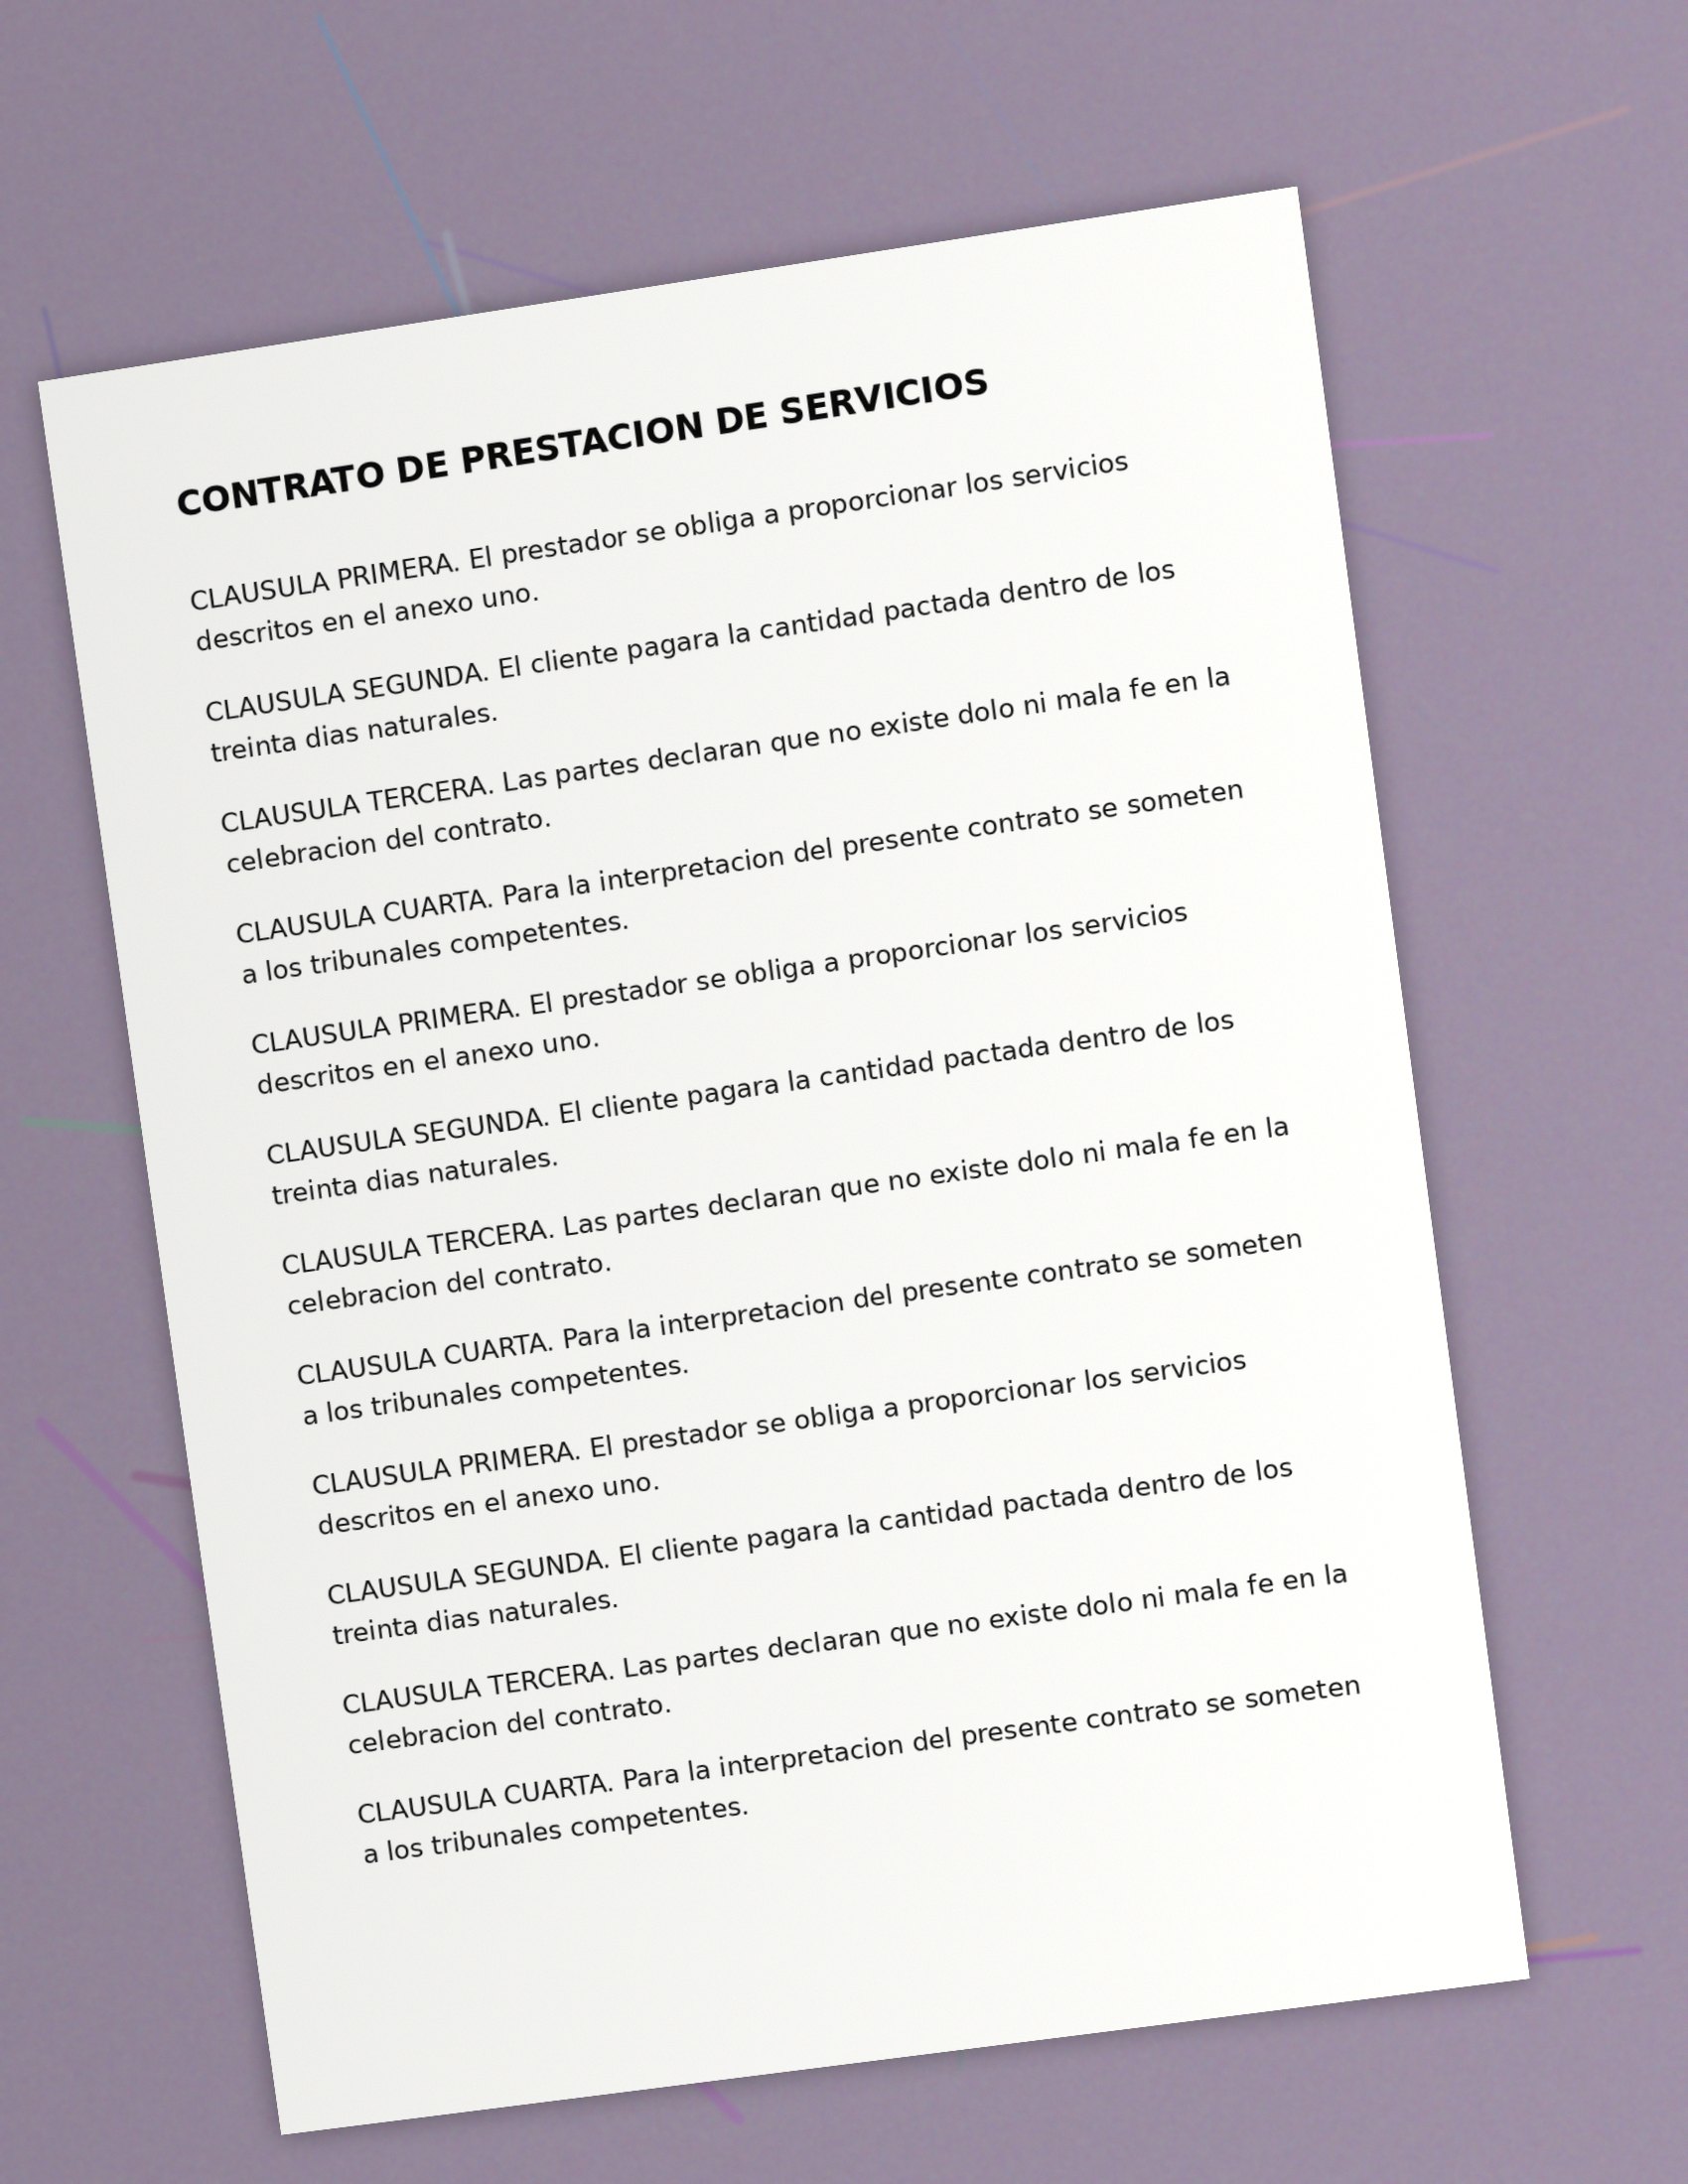 CONTRATO DE PRESTACION DE SERVICIOS
CLAUSULA PRIMERA. El prestador se obliga a proporcionar los servicios
descritos en el anexo uno.
CLAUSULA SEGUNDA. El cliente pagara la cantidad pactada dentro de los
treinta dias naturales.
CLAUSULA TERCERA. Las partes declaran que no existe dolo ni mala fe en la
celebracion del contrato.
CLAUSULA CUARTA. Para la interpretacion del presente contrato se someten
a los tribunales competentes.
CLAUSULA PRIMERA. El prestador se obliga a proporcionar los servicios
descritos en el anexo uno.
CLAUSULA SEGUNDA. El cliente pagara la cantidad pactada dentro de los
treinta dias naturales.
CLAUSULA TERCERA. Las partes declaran que no existe dolo ni mala fe en la
celebracion del contrato.
CLAUSULA CUARTA. Para la interpretacion del presente contrato se someten
a los tribunales competentes.
CLAUSULA PRIMERA. El prestador se obliga a proporcionar los servicios
descritos en el anexo uno.
CLAUSULA SEGUNDA. El cliente pagara la cantidad pactada dentro de los
treinta dias naturales.
CLAUSULA TERCERA. Las partes declaran que no existe dolo ni mala fe en la
celebracion del contrato.
CLAUSULA CUARTA. Para la interpretacion del presente contrato se someten
a los tribunales competentes.